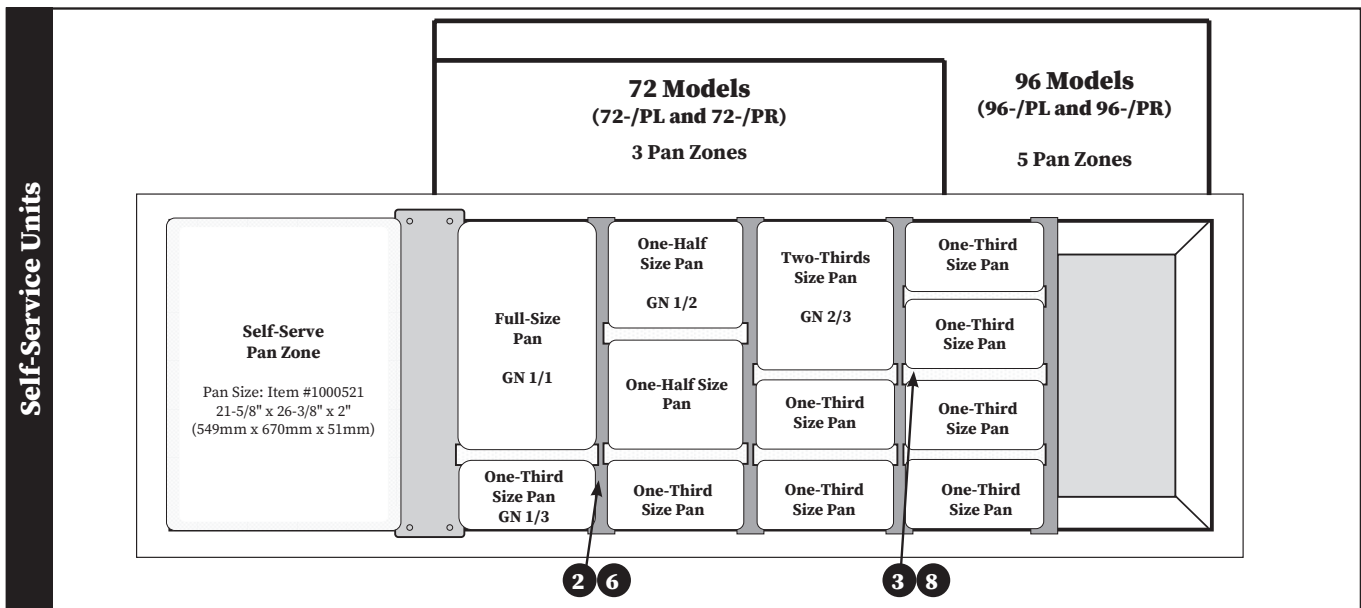 Self-Service Units
72 Models
(72-/PL and 72-/PR)
3 Pan Zones
96 Models
(96-/PL and 96-/PR)
5 Pan Zones
Self-Serve
Pan Zone
Pan Size: Item #1000521
21-5/8" x 26-3/8" x 2"
(549mm x 670mm x 51mm)
Full-Size
Pan
GN 1/1
One-Third
Size Pan
GN 1/3
One-Half
Size Pan
GN 1/2
One-Half Size
Pan
One-Third
Size Pan
Two-Thirds
Size Pan
GN 2/3
One-Third
Size Pan
One-Third
Size Pan
One-Third
Size Pan
One-Third
Size Pan
One-Third
Size Pan
One-Third
Size Pan
2 6
3 8